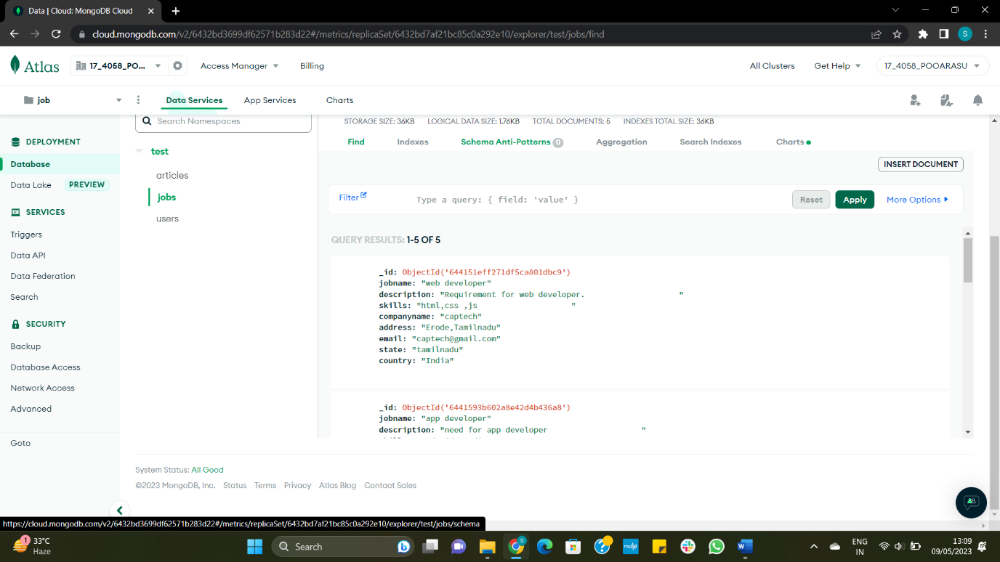 Data | Cloud: MongoDB Cloud
cloud.mongodb.com/v2/6432bd3699df62571b283d22#/metrics/replicaSet/6432bd7af21bc85c0a292e10/explorer/test/jobs/find
S
Atlas
17_4058_PO...
Access Manager
Billing
All Clusters
Get Help
17_4058_POOARASU
job
Data Services
App Services
Charts
DEPLOYMENT
Database
Data Lake PREVIEW
SERVICES
Triggers
Data API
Data Federation
Search
SECURITY
Backup
Database Access
Network Access
Advanced
Goto
Search Namespaces
test
articles
jobs
users
STORAGE SIZE: 36KB LOGICAL DATA SIZE: 1.76KB TOTAL DOCUMENTS: 5 INDEXES TOTAL SIZE: 36KB
Find Indexes Schema Anti-Patterns 0 Aggregation Search Indexes Charts
INSERT DOCUMENT
Filter Type a query: { field: 'value' } Reset Apply More Options
QUERY RESULTS: 1-5 OF 5
_id: ObjectId('644151eff271df5ca801dbc9')
jobname: "web developer"
description: "Requirement for web developer. "
skills: "html,css ,js "
companyname: "captech"
address: "Erode,Tamilnadu"
email: "captech@gmail.com"
state: "tamilnadu"
country: "India"
_id: ObjectId('6441593b602a8e42d4b436a8')
jobname: "app developer"
description: "need for app developer "
System Status: All Good
©2023 MongoDB, Inc. Status Terms Privacy Atlas Blog Contact Sales
https://cloud.mongodb.com/v2/6432bd3699df62571b283d22#/metrics/replicaSet/6432bd7af21bc85c0a292e10/explorer/test/jobs/schema
1
33°C
Haze
Search
S
ENG
IN
13:09
09/05/2023